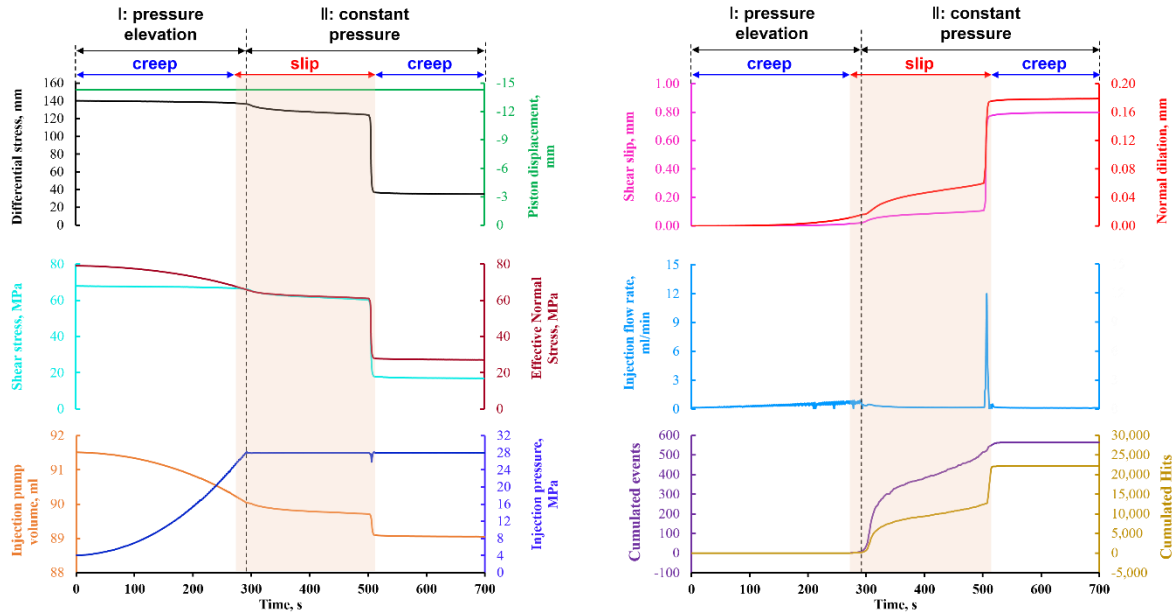 I: pressure
elevation
II: constant
pressure
creep
slip
creep
160
140
120
100
80
60
40
20
0
Differential stress, mm
-15
-12
-9
-6
-3
0
Piston displacement,
mm
80
60
40
20
0
Shear stress, MPa
80
60
40
20
0
Effective Normal
Stress, MPa
92
91
90
89
88
Injection pump
volume, ml
32
28
24
20
16
12
8
4
0
Injection pressure,
MPa
0
100
200
300
400
500
600
700
Time, s
I: pressure
elevation
II: constant
pressure
creep
slip
creep
1.00
0.80
0.60
0.40
0.20
0.00
Shear slip, mm
0.20
0.16
0.12
0.08
0.04
0.00
Normal dilation, mm
15
12
9
6
3
0
Injection flow rate,
ml/min
600
500
400
300
200
100
0
-100
Cumulated events
30,000
25,000
20,000
15,000
10,000
5,000
0
-5,000
Cumulated Hits
0
100
200
300
400
500
600
700
Time, s